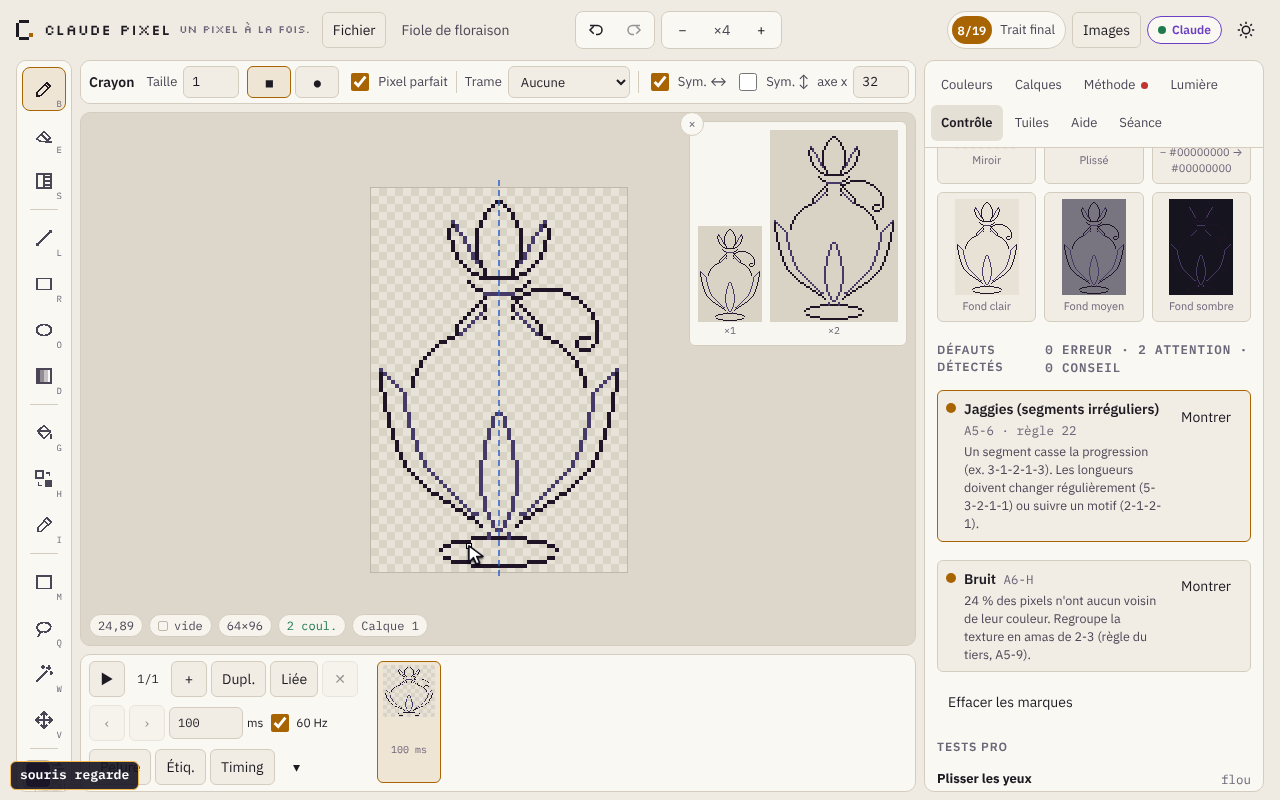 CLAUDE PIXEL
UN PIXEL À LA FOIS.
Fichier
Fiole de floraison
− ×4 +
8/19 Trait final
Images
Claude
Crayon
Taille
1
Pixel parfait
Trame
Aucune
Sym. ↔
Sym. ↕
axe x
32
B
E
S
L
R
O
D
G
H
I
M
Q
W
V
×
×1
×2
24,89
vide
64×96
2 coul.
Calque 1
1/1
+
Dupl.
Liée
×
‹
›
100
ms
60 Hz
Étiq.
Timing
▼
100 ms
souris regarde
Couleurs
Calques
Méthode
Lumière
Contrôle
Tuiles
Aide
Séance
Miroir
Plissé
– #00000000 →
#00000000
Fond clair
Fond moyen
Fond sombre
DÉFAUTS
DÉTECTÉS
0 ERREUR · 2 ATTENTION ·
0 CONSEIL
Jaggies (segments irréguliers)
Montrer
A5-6 · règle 22
Un segment casse la progression
(ex. 3-1-2-1-3). Les longueurs
doivent changer régulièrement (5-
3-2-1-1) ou suivre un motif (2-1-2-
1).
Bruit A6-H
Montrer
24 % des pixels n'ont aucun voisin
de leur couleur. Regroupe la
texture en amas de 2-3 (règle du
tiers, A5-9).
Effacer les marques
TESTS PRO
Plisser les yeux
flou